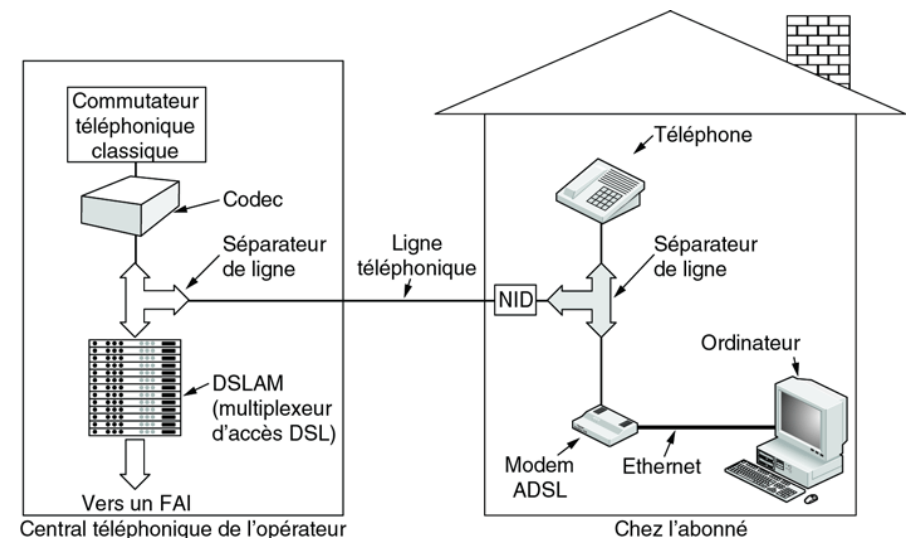 Commutateur
téléphonique
classique
Codec
Séparateur
de ligne
DSLAM
(multiplexeur
d'accès DSL)
Vers un FAI
Central téléphonique de l'opérateur
Ligne
téléphonique
NID
Téléphone
Séparateur
de ligne
Ordinateur
Modem
ADSL
Ethernet
Chez l'abonné